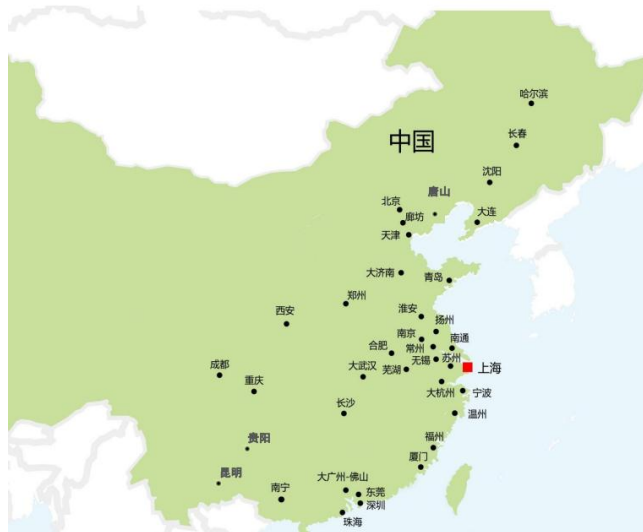 哈尔滨
长春
中国
沈阳
唐山
北京
大连
廊坊
天津
大济南
青岛
郑州
淮安
西安
扬州
南京
南通
常州
合肥
无锡
苏州
上海
成都
大武汉
芜湖
重庆
大杭州
宁波
长沙
温州
贵阳
福州
厦门
昆明
南宁
大广州-佛山
东莞
深圳
珠海